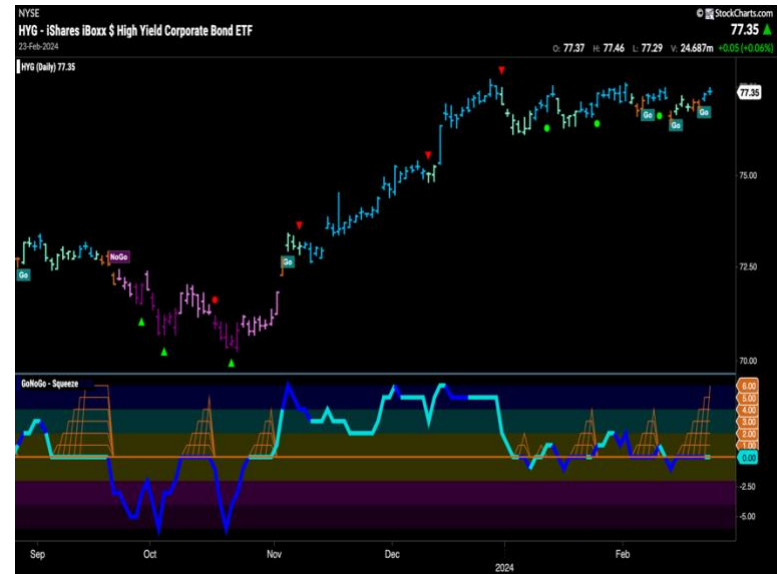 NYSE
© StockCharts.com
HYG - iShares iBoxx $ High Yield Corporate Bond ETF
77.35
23-Feb-2024
O: 77.37 H: 77.46 L: 77.29 V: 24.687m +0.05 (+0.06%)
HYG (Daily) 77.35
77.35
Go
Go
Go
75.00
NoGo
Go
Go
72.50
70.00
GoNoGo - Squeeze
6.00
5.00
4.00
3.00
2.00
1.00
0.00
-2.50
-5.00
Sep Oct Nov Dec Feb
2024